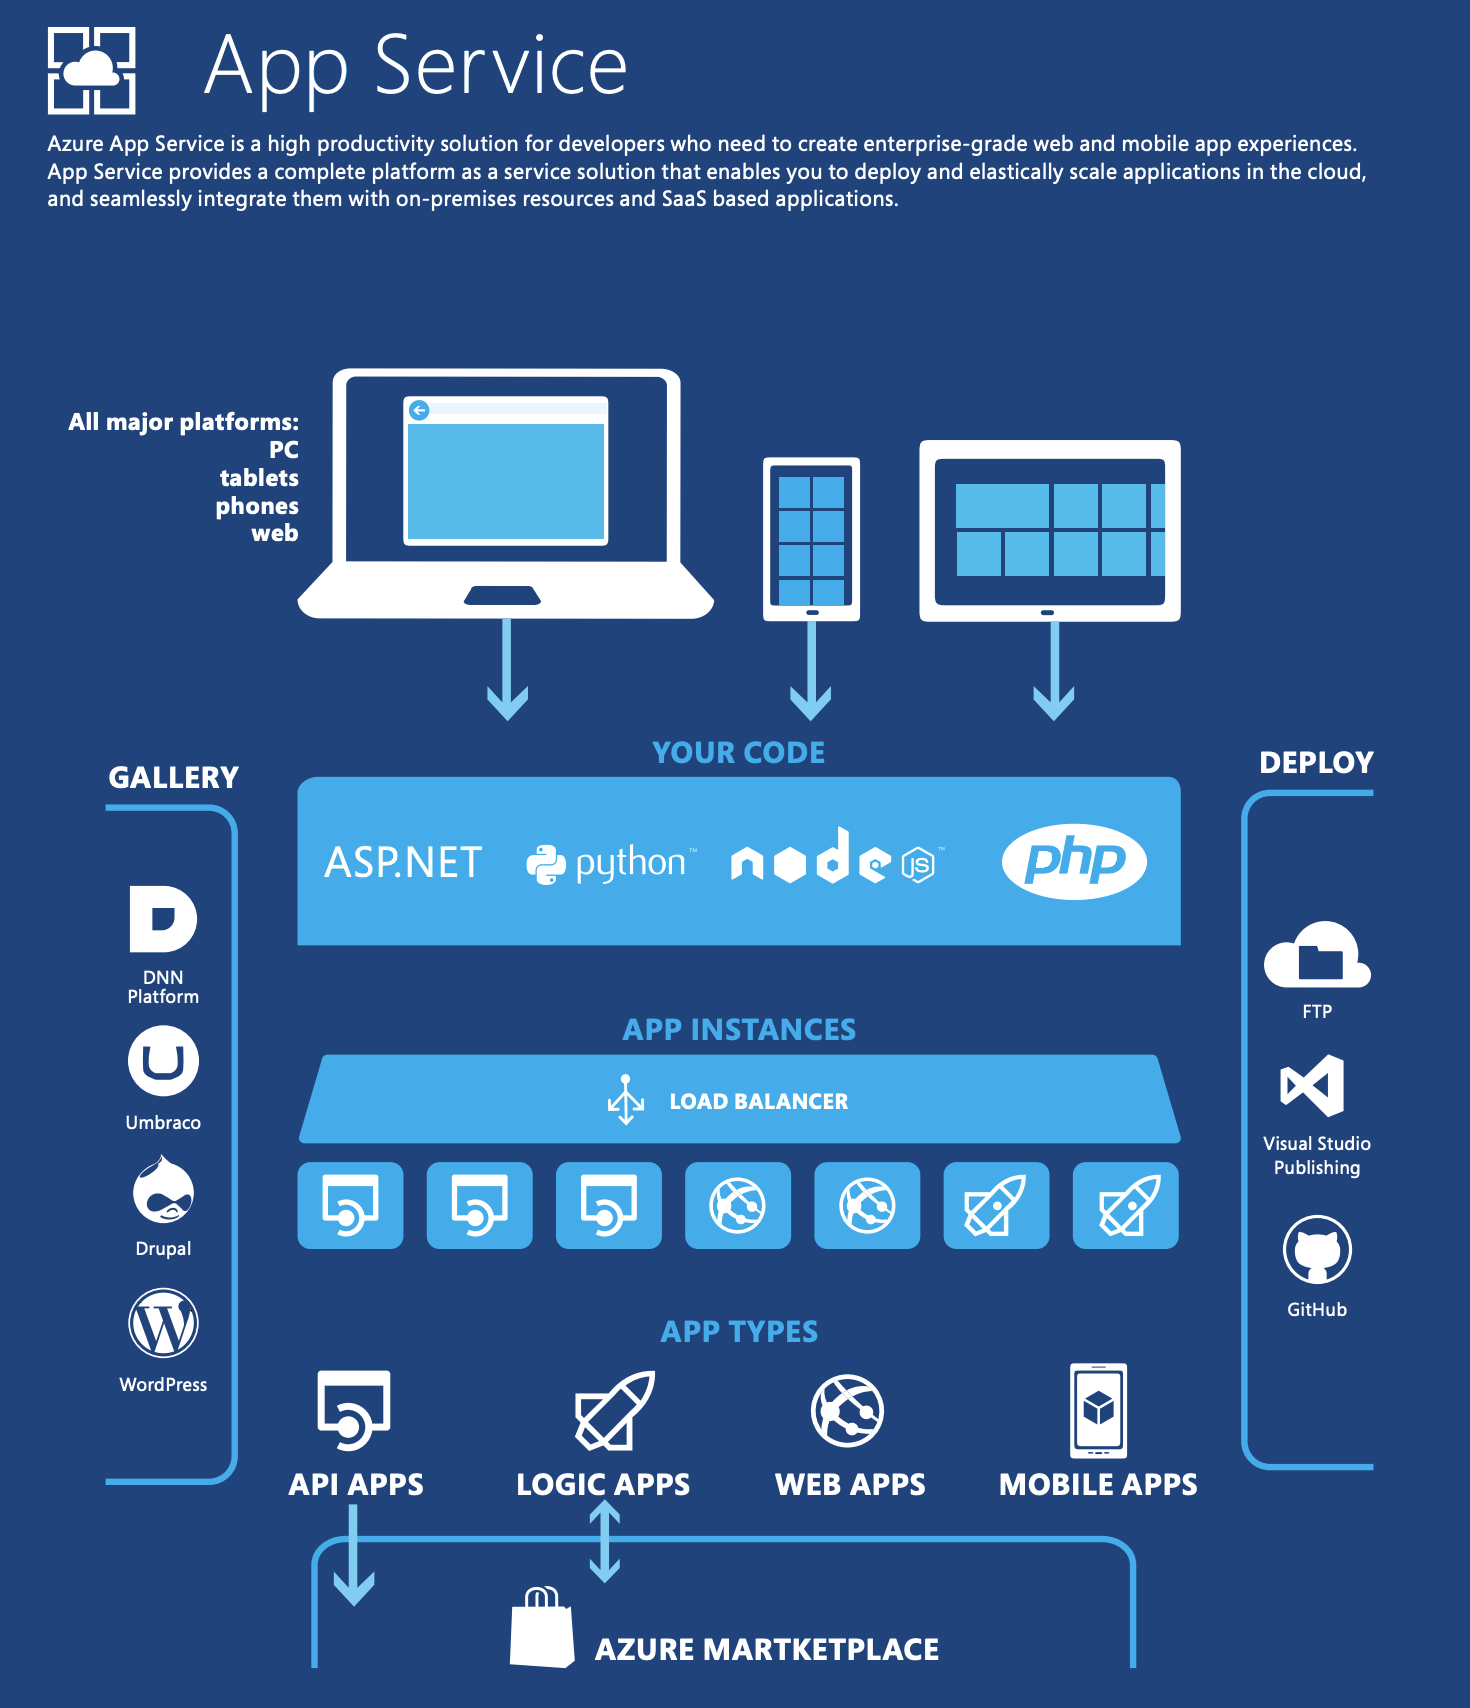 App Service
Azure App Service is a high productivity solution for developers who need to create enterprise-grade web and mobile app experiences.
App Service provides a complete platform as a service solution that enables you to deploy and elastically scale applications in the cloud,
and seamlessly integrate them with on-premises resources and SaaS based applications.
All major platforms:
PC
tablets
phones
web
YOUR CODE
ASP.NET
python™
node JS™
php
GALLERY
DNN
Platform
Umbraco
Drupal
WordPress
DEPLOY
FTP
Visual Studio
Publishing
GitHub
APP INSTANCES
LOAD BALANCER
APP TYPES
API APPS
LOGIC APPS
WEB APPS
MOBILE APPS
AZURE MARTKETPLACE